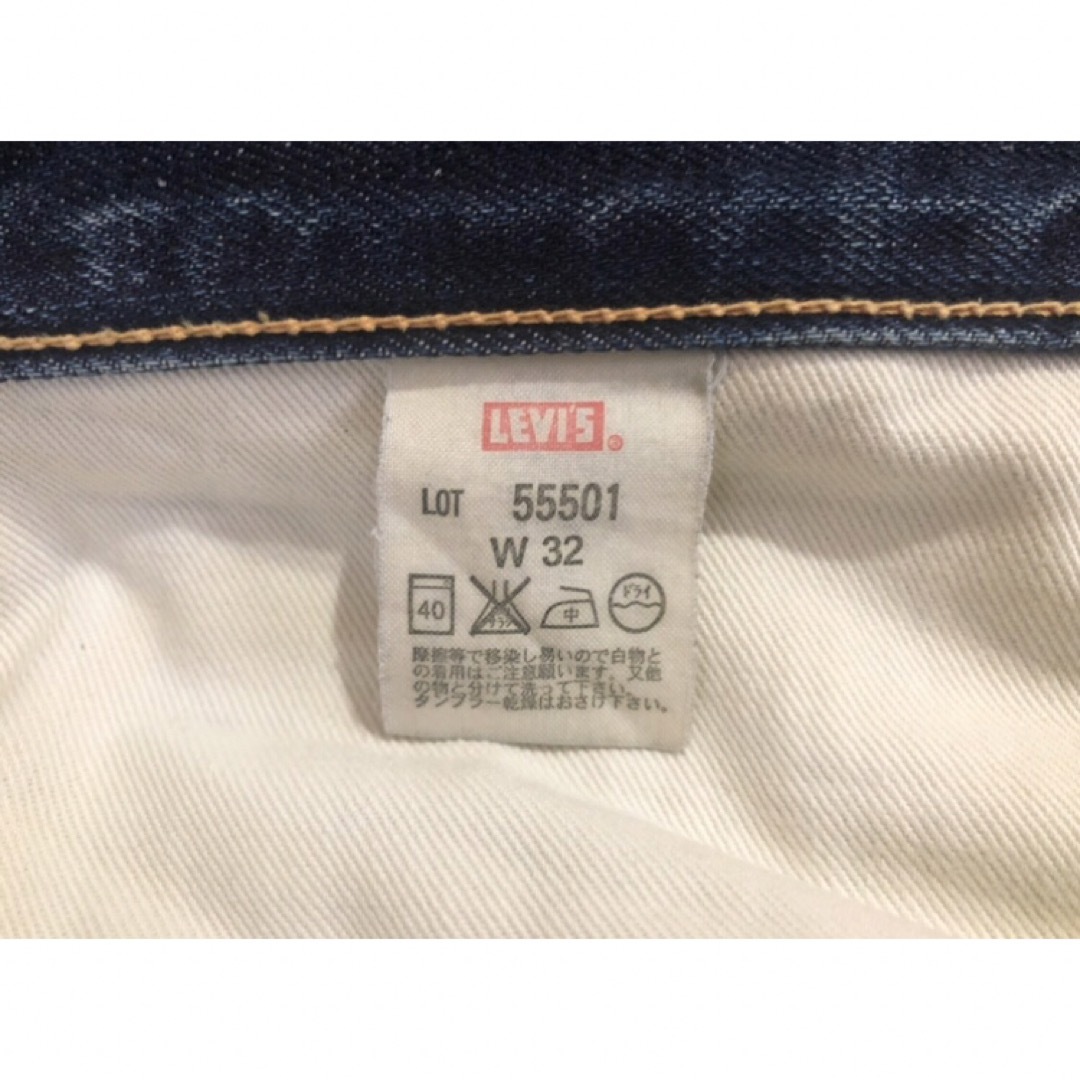 LEVI'S®
LOT 55501
W 32
40 中 ドライ
摩擦等で移染し易いので白物と
の着用はご注意願います。又他
の物と分けて洗って下さい。
タンブラー乾燥はおさけ下さい。